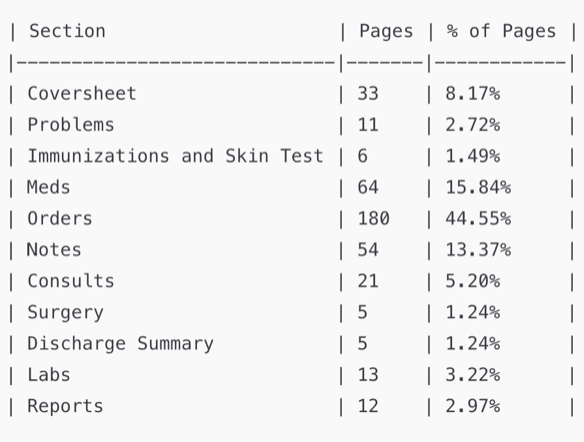 | Section                     | Pages | % of Pages |
|-----------------------------|-------|------------|
| Coversheet                  | 33    | 8.17%      |
| Problems                    | 11    | 2.72%      |
| Immunizations and Skin Test | 6     | 1.49%      |
| Meds                        | 64    | 15.84%     |
| Orders                      | 180   | 44.55%     |
| Notes                       | 54    | 13.37%     |
| Consults                    | 21    | 5.20%      |
| Surgery                     | 5     | 1.24%      |
| Discharge Summary           | 5     | 1.24%      |
| Labs                        | 13    | 3.22%      |
| Reports                     | 12    | 2.97%      |